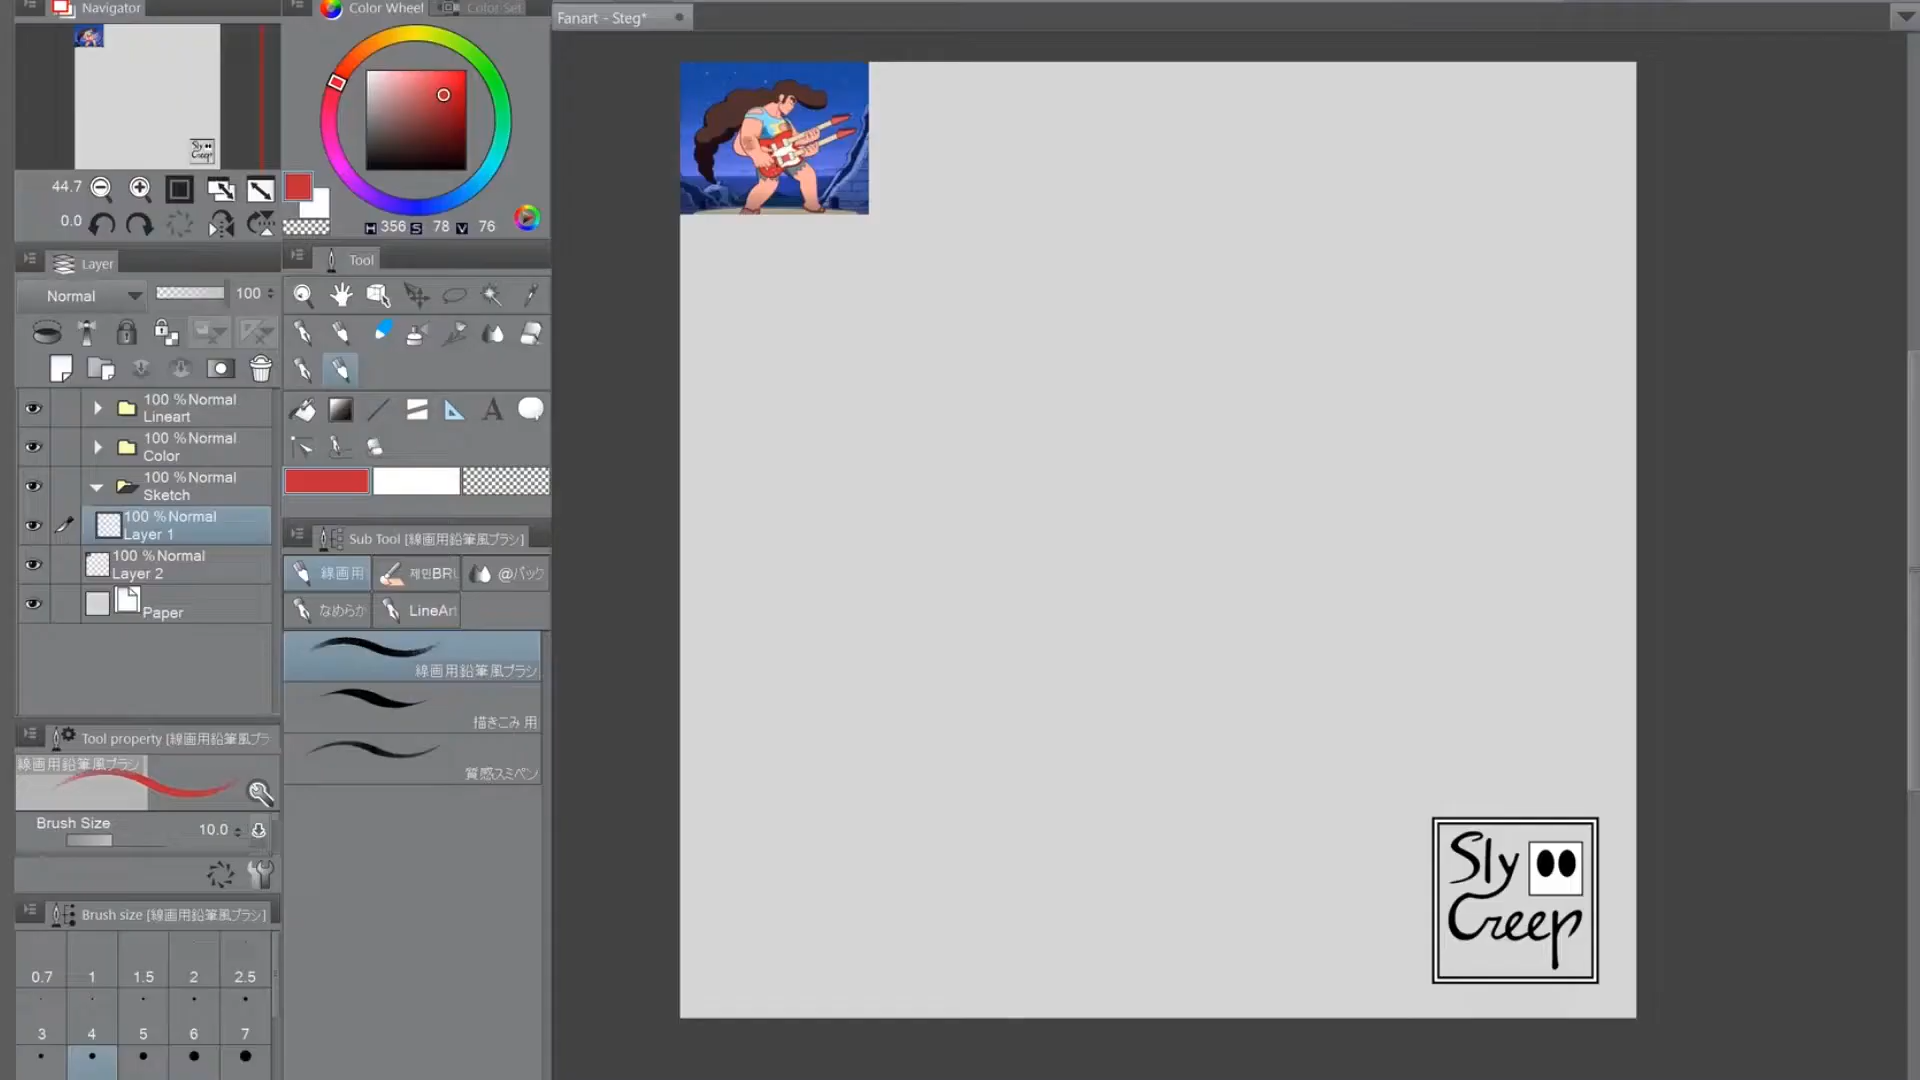 Navigator
Color Wheel
Color Set
Fanart - Steg*
44.7
0.0
H 356 S 78 V 76
Layer
Tool
Normal
100
100 %Normal
Lineart
100 %Normal
Color
100 %Normal
Sketch
100 %Normal
Layer 1
100 %Normal
Layer 2
Paper
Sub Tool [線画用鉛筆風ブラシ]
線画用
제민BRU
@パック
なめらか
LineArt
線画用鉛筆風ブラシ
描きこみ 用
質感スミペン
Tool property [線画用鉛筆風ブラ
線画用鉛筆風ブラシ
Brush Size
10.0
Brush size [線画用鉛筆風ブラシ]
0.7 1 1.5 2 2.5
3 4 5 6 7
Sly
Creep